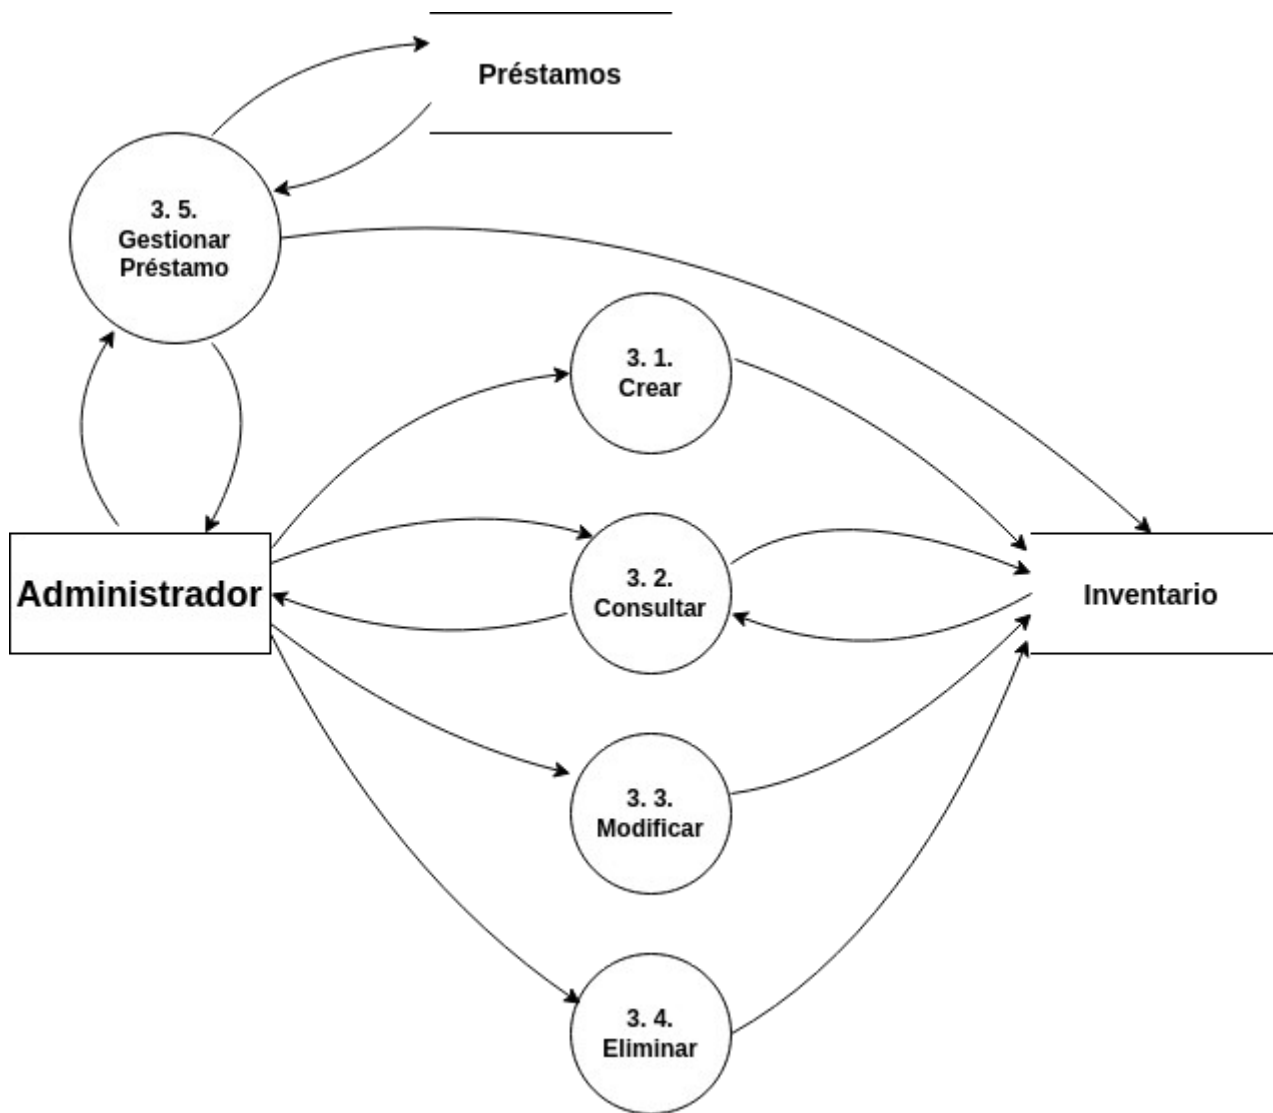 Préstamos
3. 5.
Gestionar
Préstamo
3. 1.
Crear
Administrador
3. 2.
Consultar
Inventario
3. 3.
Modificar
3. 4.
Eliminar